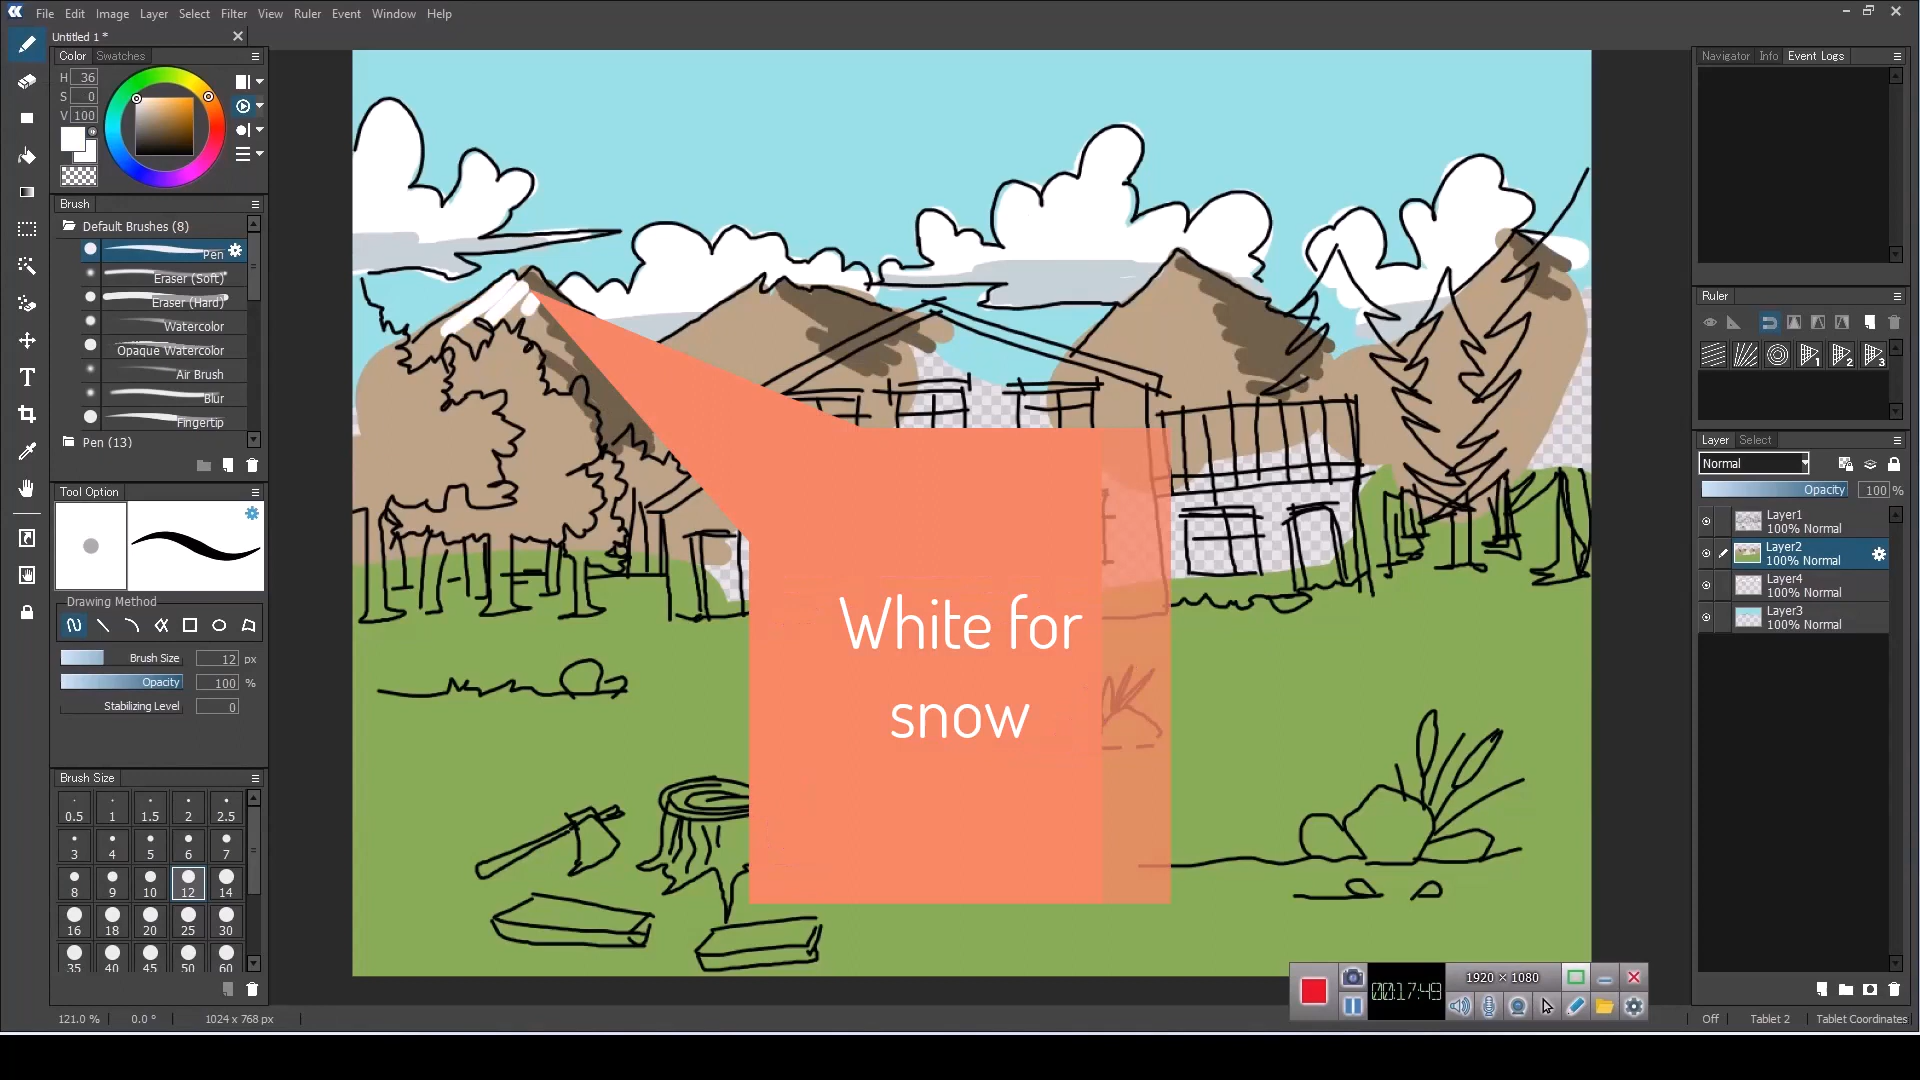 File Edit Image Layer Select Filter View Ruler Event Window Help
Untitled 1 *
Color Swatches
H 36
S 0
V 100
Brush
Default Brushes (8)
Pen
Eraser (Soft)
Eraser (Hard)
Watercolor
Opaque Watercolor
Air Brush
Blur
Fingertip
Pen (13)
Tool Option
Drawing Method
Brush Size 12 px
Opacity 100 %
Stabilizing Level 0
Brush Size
0.5 1 1.5 2 2.5
3 4 5 6 7
8 9 10 12 14
16 18 20 25 30
35 40 45 50 60
121.0 % 0.0 ° 1024 x 768 px
White for
snow
00:17:49
1920 × 1080
Navigator Info Event Logs
Ruler
1 2 3
Layer Select
Normal
Opacity 100 %
Layer1
100% Normal
Layer2
100% Normal
Layer4
100% Normal
Layer3
100% Normal
Off Tablet 2 Tablet Coordinates